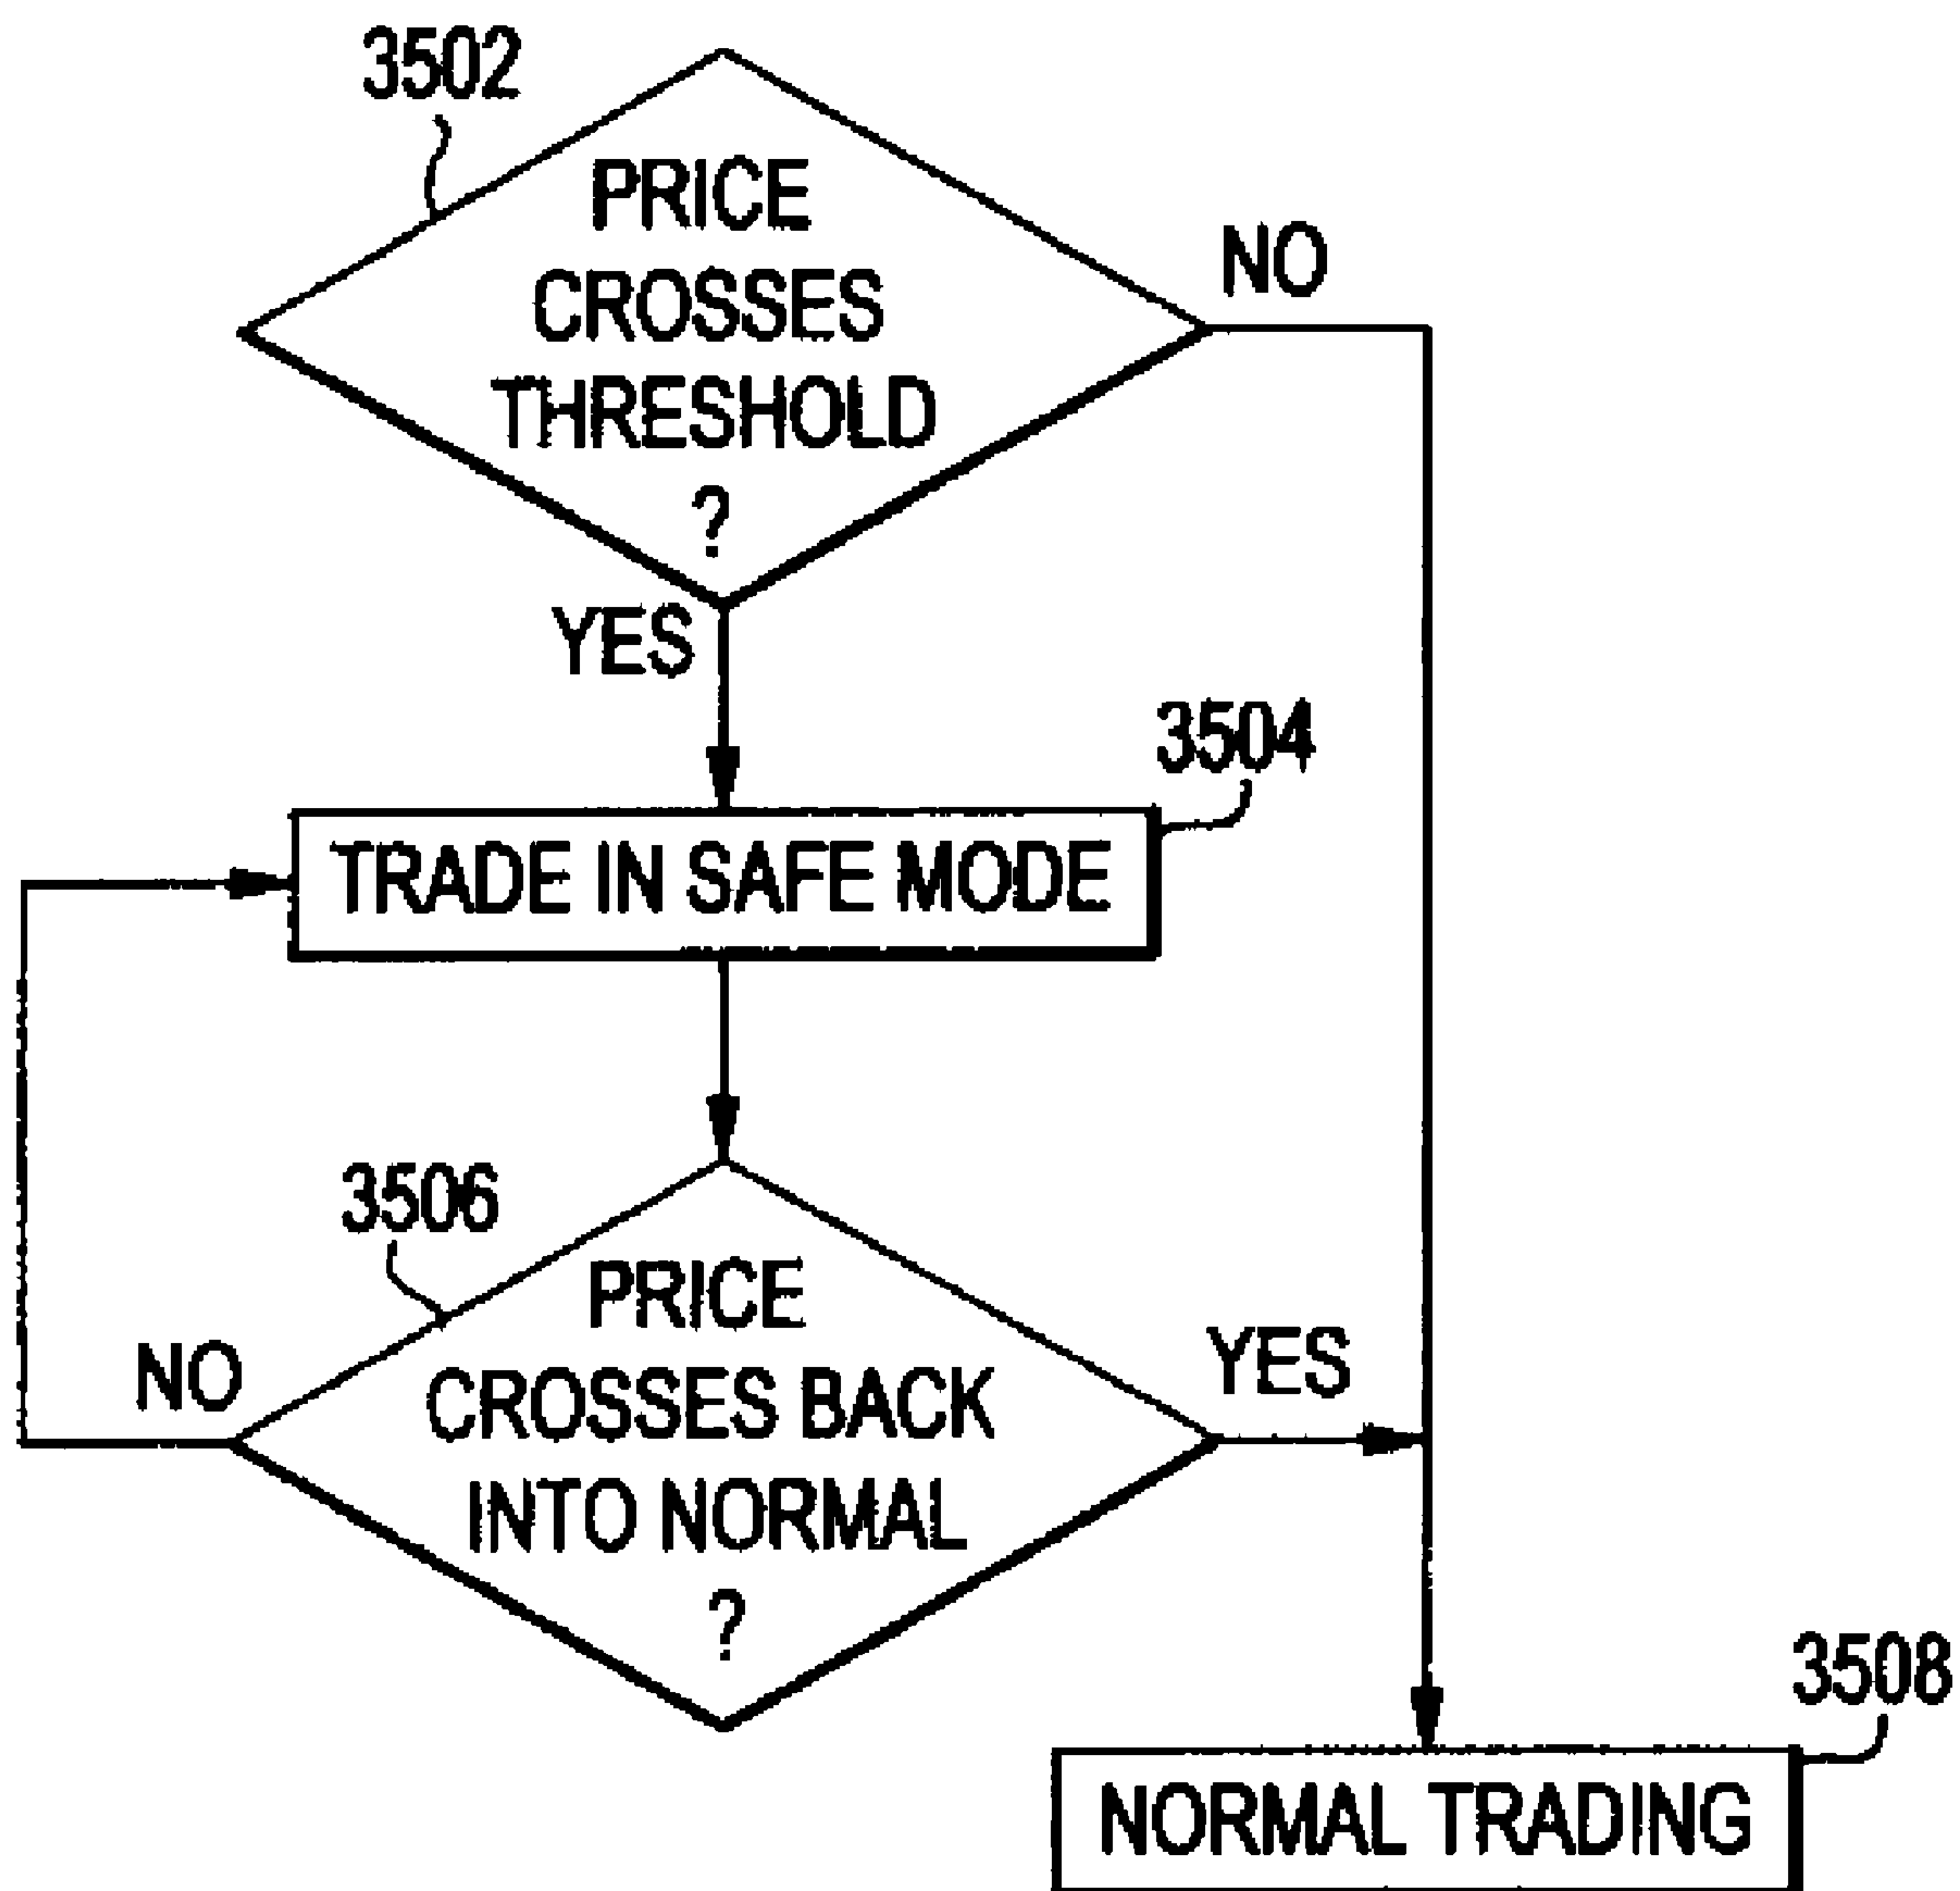 3502
PRICE
CROSSES
THRESHOLD
?
NO
YES
3504
TRADE IN SAFE MODE
3506
PRICE
CROSSES BACK
INTO NORMAL
?
NO
YES
3508
NORMAL TRADING